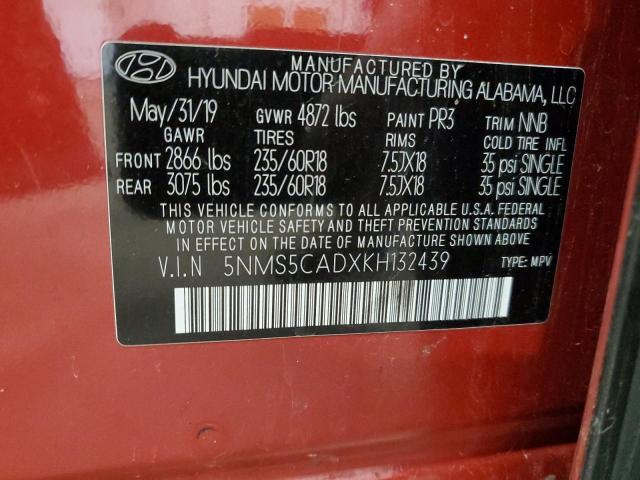 MANUFACTURED BY
HYUNDAI MOTOR MANUFACTURING ALABAMA, LLC
May/31/19 GVWR 4872 lbs PAINT PR3 TRIM NNB
GAWR TIRES RIMS COLD TIRE INFL
FRONT 2866 lbs 235/60R18 7.5JX18 35 psi SINGLE
REAR 3075 lbs 235/60R18 7.5JX18 35 psi SINGLE
THIS VEHICLE CONFORMS TO ALL APPLICABLE U.S.A. FEDERAL
MOTOR VEHICLE SAFETY AND THEFT PREVENTION STANDARDS
IN EFFECT ON THE DATE OF MANUFACTURE SHOWN ABOVE.
V.I.N 5NMS5CADXKH132439 TYPE: MPV